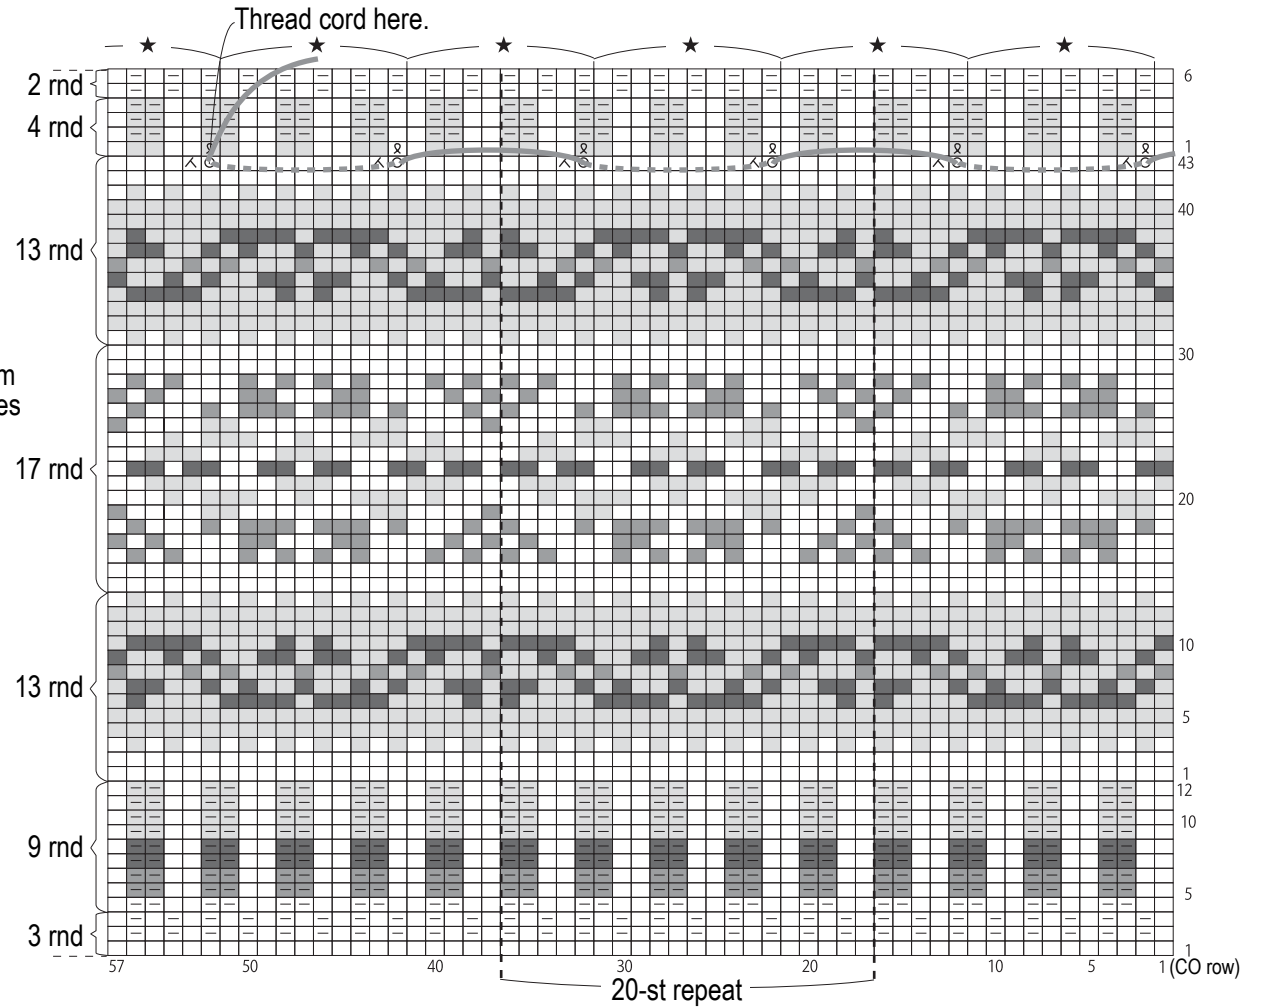 Thread cord here.
★ ★ ★ ★ ★ ★
2 rnd
6
4 rnd
1
43
40
13 rnd
30
m
es
17 rnd
20
10
13 rnd
5
1
12
10
9 rnd
5
3 rnd
1
57 50 40 30 20 10 5 1 (CO row)
20-st repeat